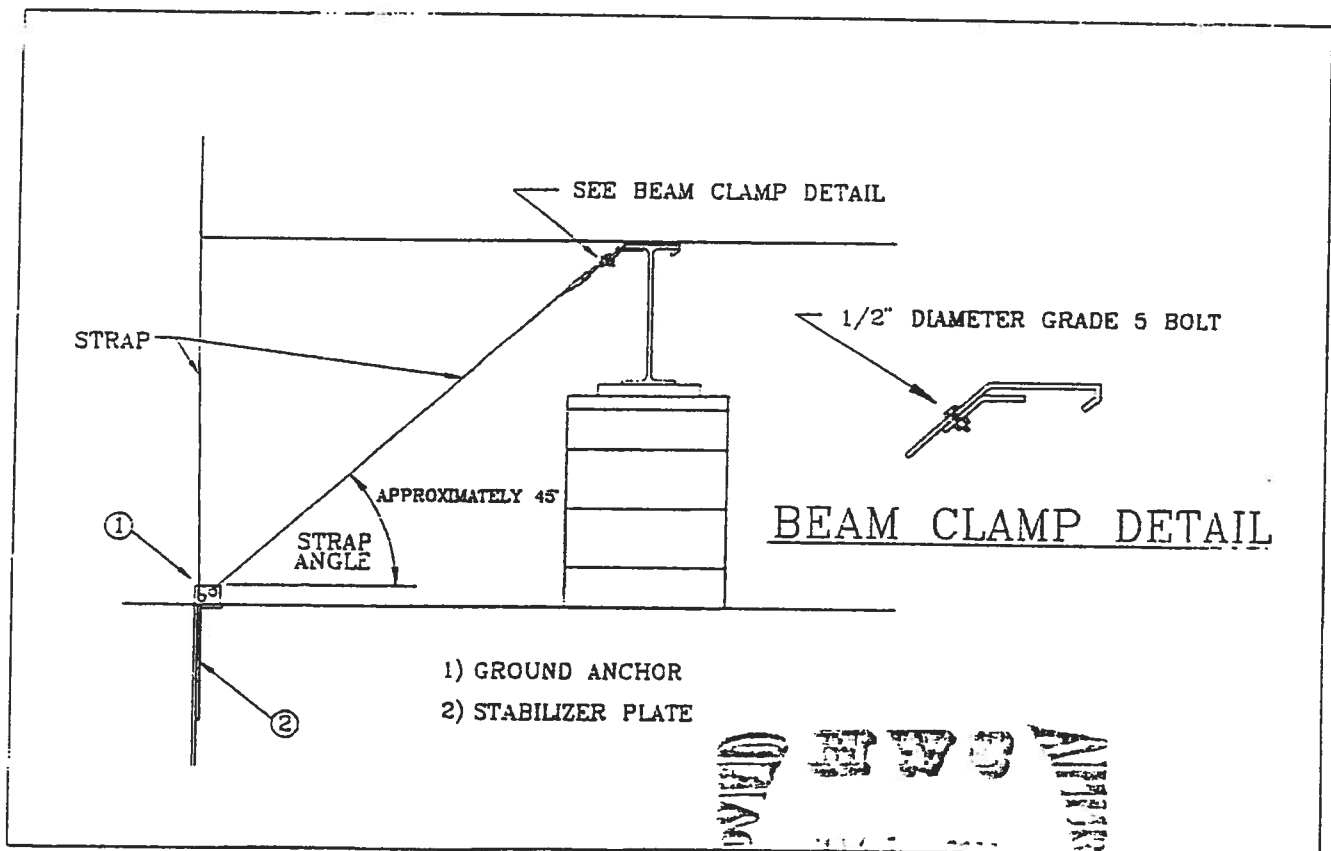 SEE BEAM CLAMP DETAIL
1/2" DIAMETER GRADE 5 BOLT
STRAP
APPROXIMATELY 45°
STRAP
ANGLE
1
BEAM CLAMP DETAIL
1) GROUND ANCHOR
2) STABILIZER PLATE
2